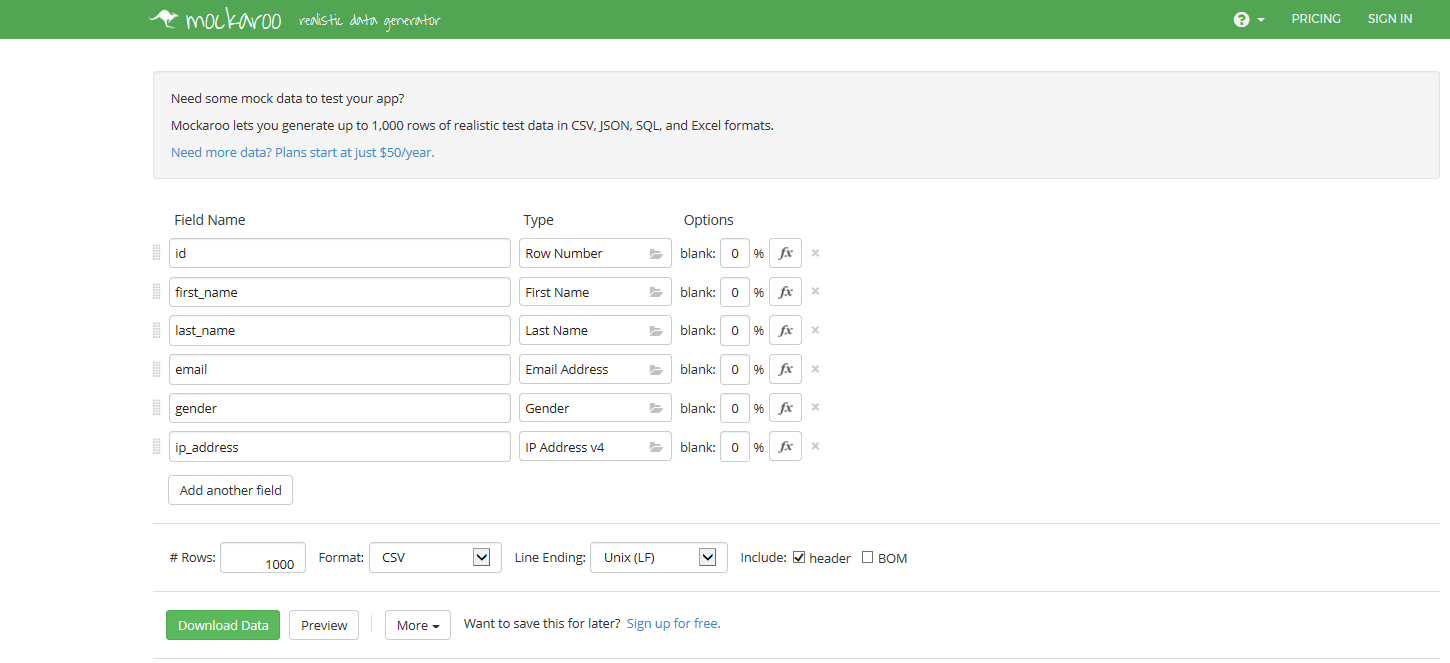 mockaroo realistic data generator ? PRICING SIGN IN
Need some mock data to test your app?
Mockaroo lets you generate up to 1,000 rows of realistic test data in CSV, JSON, SQL, and Excel formats.
Need more data? Plans start at just $50/year.
Field Name Type Options
id Row Number blank: 0 % fx ×
first_name First Name blank: 0 % fx ×
last_name Last Name blank: 0 % fx ×
email Email Address blank: 0 % fx ×
gender Gender blank: 0 % fx ×
ip_address IP Address v4 blank: 0 % fx ×
Add another field
# Rows: 1000 Format: CSV Line Ending: Unix (LF) Include: header BOM
Download Data Preview More Want to save this for later? Sign up for free.